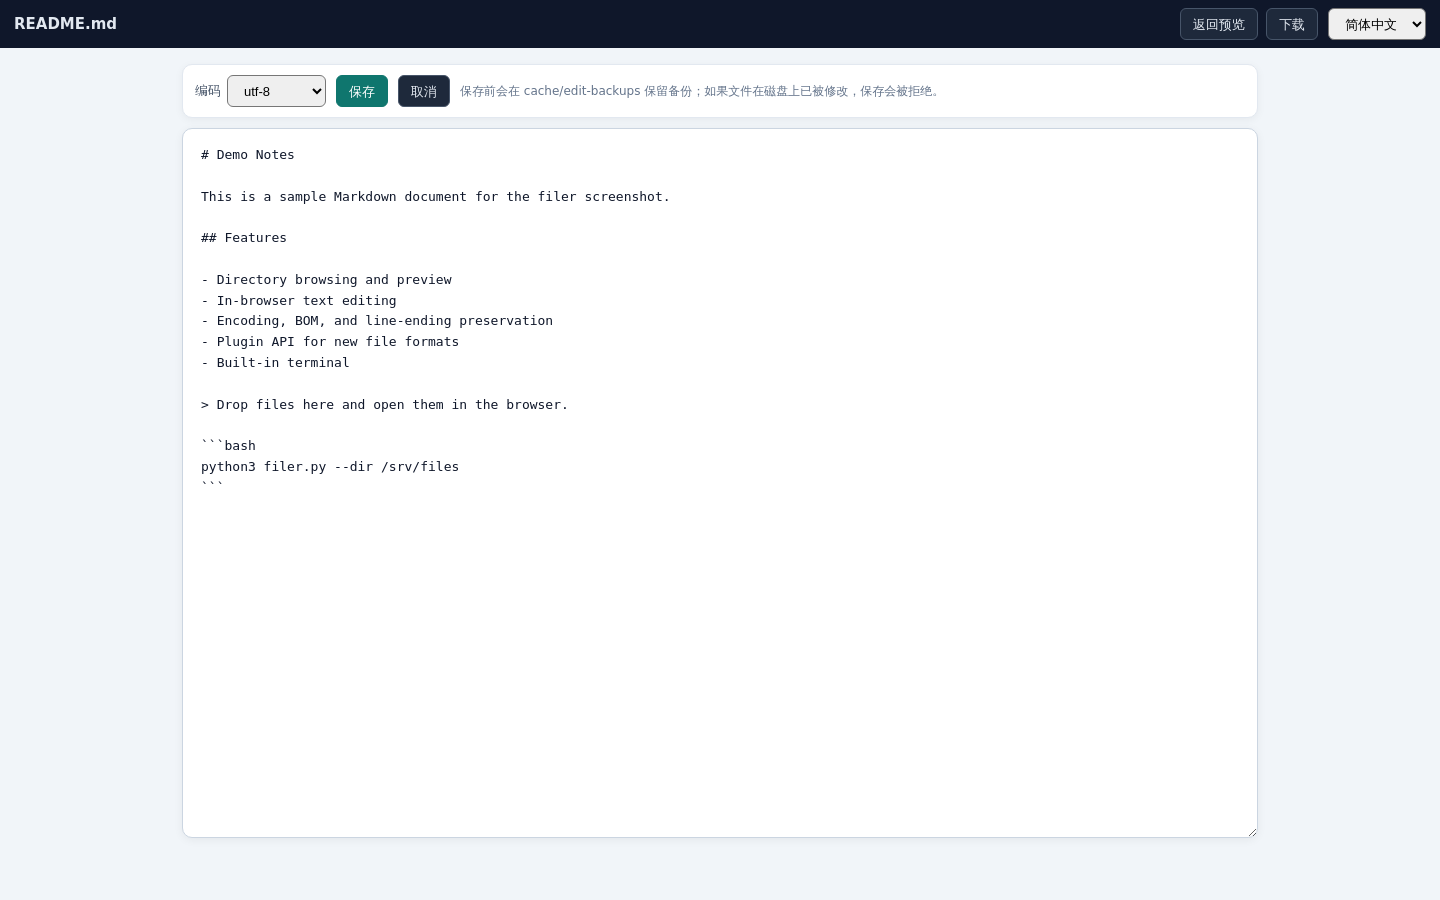 README.md
返回预览 下载 简体中文
编码 utf-8 保存 取消 保存前会在 cache/edit-backups 保留备份；如果文件在磁盘上已被修改，保存会被拒绝。
# Demo Notes
This is a sample Markdown document for the filer screenshot.
## Features
- Directory browsing and preview
- In-browser text editing
- Encoding, BOM, and line-ending preservation
- Plugin API for new file formats
- Built-in terminal
> Drop files here and open them in the browser.
```bash
python3 filer.py --dir /srv/files
```